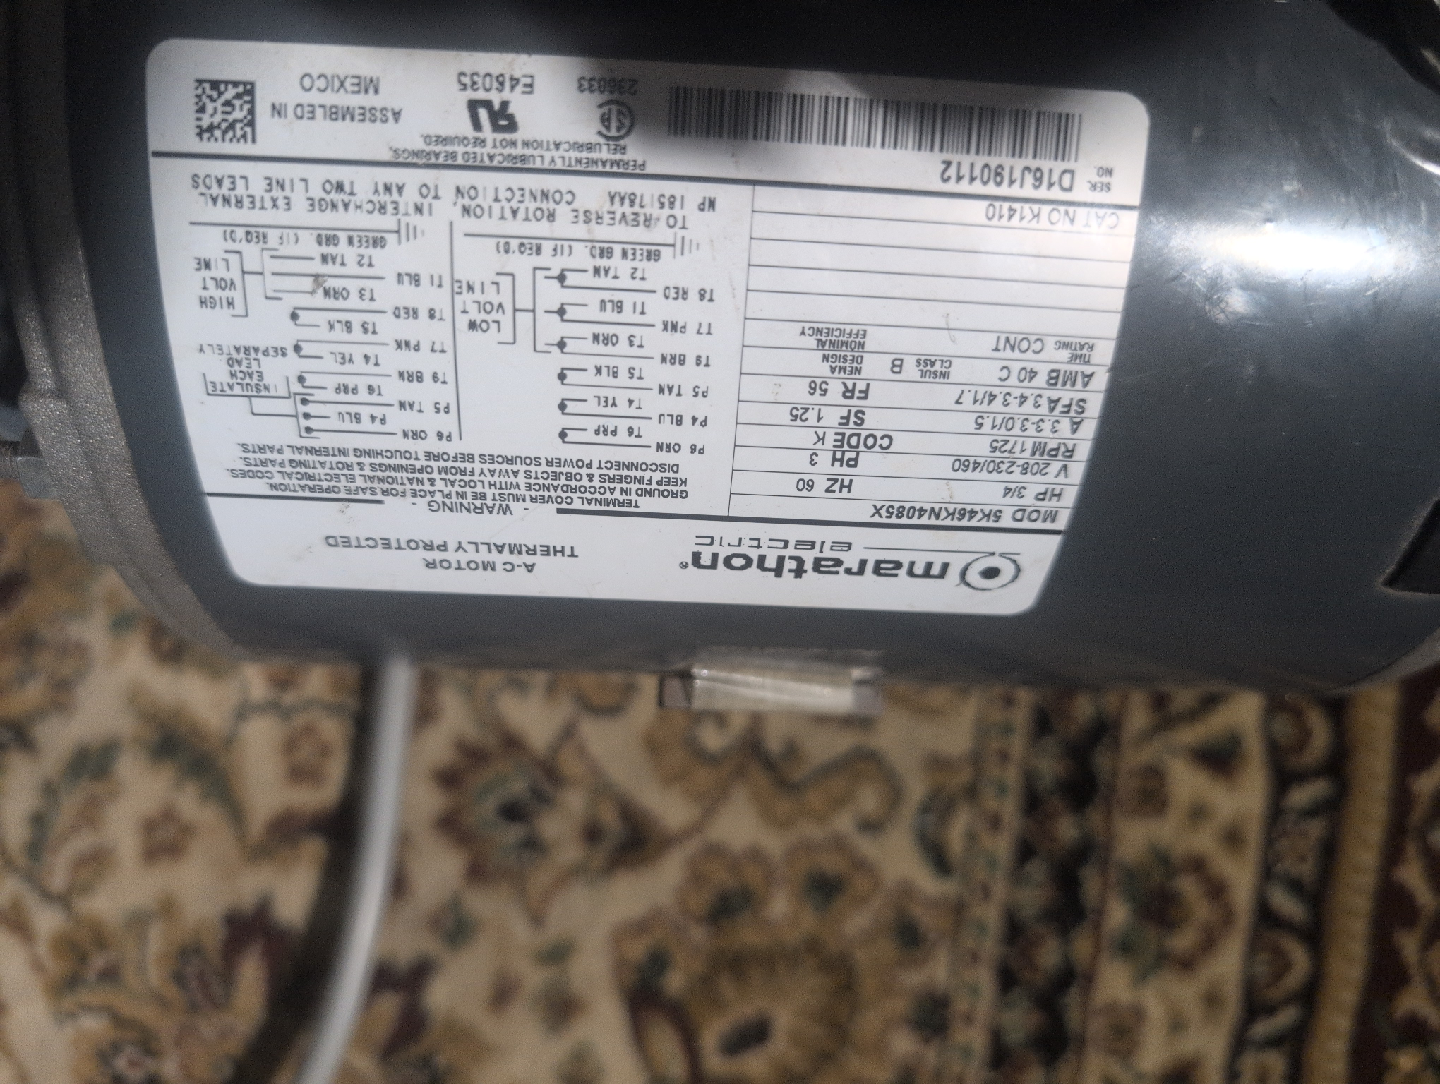 marathon®
electric
A-C MOTOR
THERMALLY PROTECTED
MOD 5K46KN4085X
HP 3/4 HZ 60
V 208-230/460 PH 3
RPM 1725 CODE K
A 3.3-3.0/1.5 SF 1.25
SFA 3.4-3.4/1.7 FR 56
AMB 40 C INSUL CLASS B NEMA DESIGN
TIME RATING CONT NOMINAL EFFICIENCY
CAT NO K1410
- WARNING -
TERMINAL COVER MUST BE IN PLACE FOR SAFE OPERATION.
GROUND IN ACCORDANCE WITH LOCAL & NATIONAL ELECTRICAL CODES.
KEEP FINGERS & OBJECTS AWAY FROM OPENINGS & ROTATING PARTS.
DISCONNECT POWER SOURCES BEFORE TOUCHING INTERNAL PARTS.
P6 ORN
T6 PRP
P4 BLU
T4 YEL
P5 TAN
T5 BLK
T9 BRN
T3 ORN
T7 PNK
T1 BLU
T8 RED
T2 TAN
LOW
VOLT
LINE
GREEN GRD. (IF REQ'D)
P6 ORN
P4 BLU
P5 TAN
INSULATE
EACH
LEAD
SEPARATELY
T6 PRP
T9 BRN
T4 YEL
T7 PNK
T5 BLK
T8 RED
T3 ORN
T1 BLU
T2 TAN
HIGH
VOLT
LINE
GREEN GRD. (IF REQ'D)
TO REVERSE ROTATION, INTERCHANGE EXTERNAL
NP 185178AA CONNECTION TO ANY TWO LINE LEADS
SER. NO. D16J190112
PERMANENTLY LUBRICATED BEARINGS,
RELUBRICATION NOT REQUIRED.
236033
E46035
ASSEMBLED IN
MEXICO